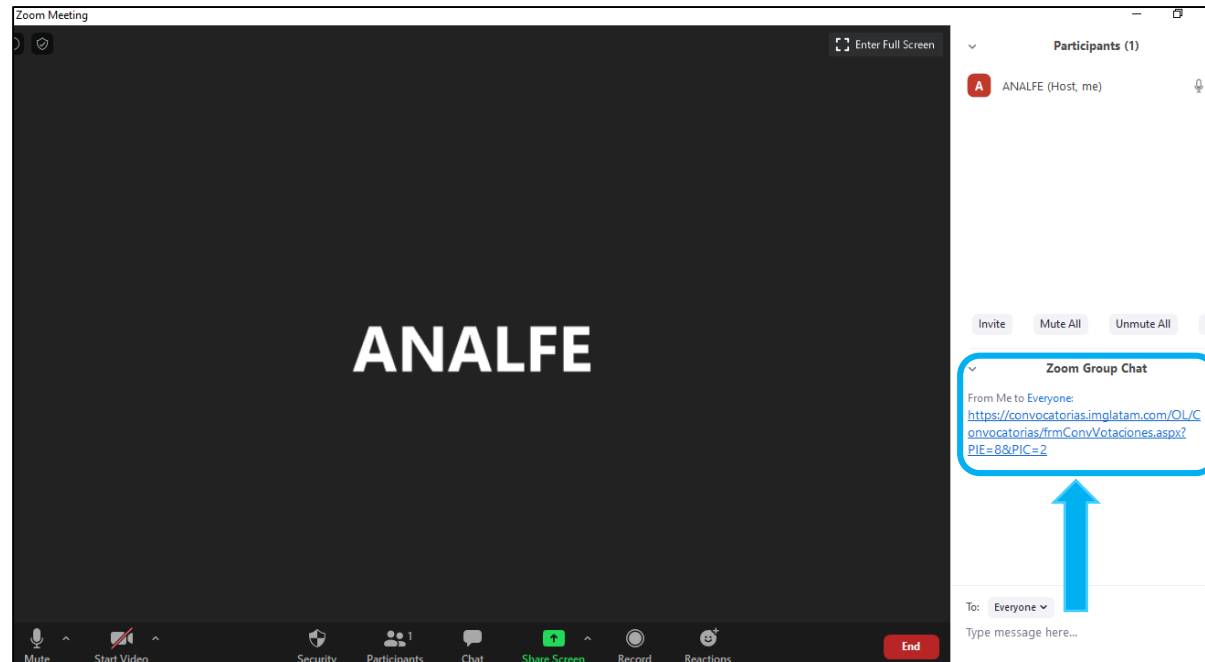 Zoom Meeting
Enter Full Screen
Participants (1)
A ANALFE (Host, me)
ANALFE
Invite Mute All Unmute All
Zoom Group Chat
From Me to Everyone:
https://convocatorias.imglatam.com/OL/C
onvocatorias/frmConvVotaciones.aspx?
PIE=8&PIC=2
To: Everyone
Type message here...
Mute Start Video Security Participants 1 Chat Share Screen Record Reactions End